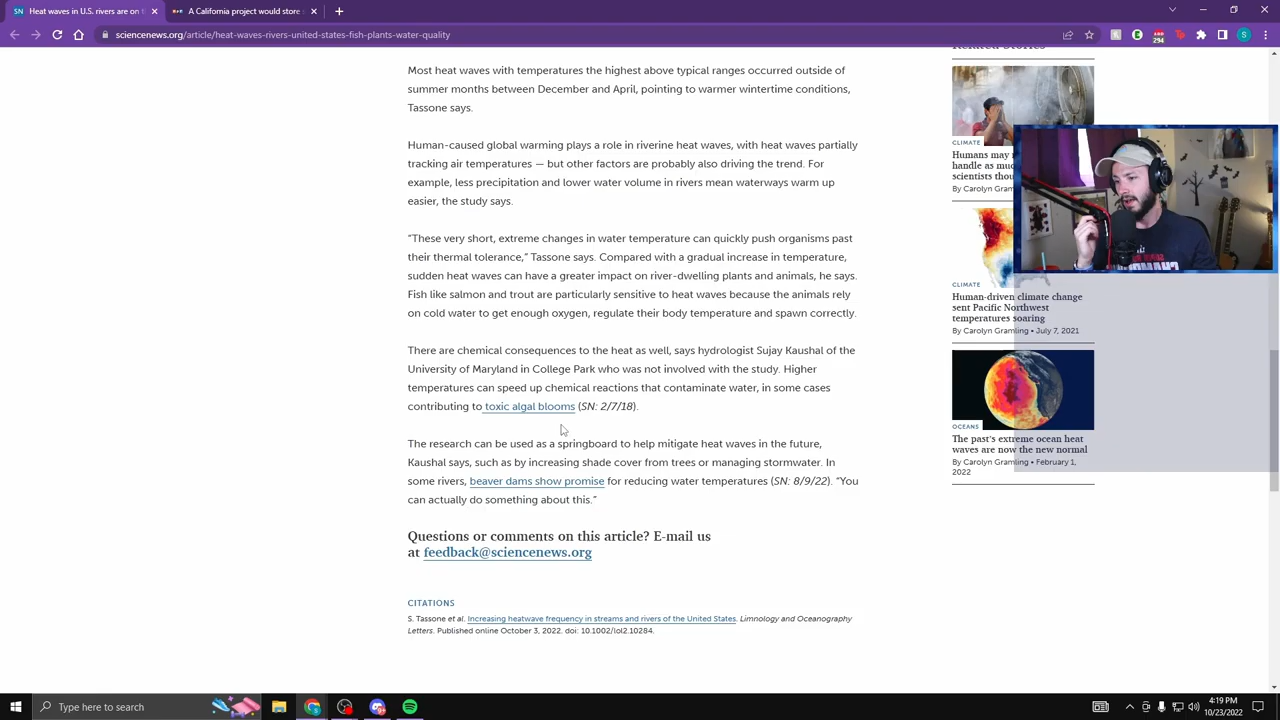 SN Heat waves in U.S. rivers are on t
A California project would store s
sciencenews.org/article/heat-waves-rivers-united-states-fish-plants-water-quality
Related Stories
Most heat waves with temperatures the highest above typical ranges occurred outside of
summer months between December and April, pointing to warmer wintertime conditions,
Tassone says.
Human-caused global warming plays a role in riverine heat waves, with heat waves partially
tracking air temperatures — but other factors are probably also driving the trend. For
example, less precipitation and lower water volume in rivers mean waterways warm up
easier, the study says.
“These very short, extreme changes in water temperature can quickly push organisms past
their thermal tolerance,” Tassone says. Compared with a gradual increase in temperature,
sudden heat waves can have a greater impact on river-dwelling plants and animals, he says.
Fish like salmon and trout are particularly sensitive to heat waves because the animals rely
on cold water to get enough oxygen, regulate their body temperature and spawn correctly.
There are chemical consequences to the heat as well, says hydrologist Sujay Kaushal of the
University of Maryland in College Park who was not involved with the study. Higher
temperatures can speed up chemical reactions that contaminate water, in some cases
contributing to toxic algal blooms (SN: 2/7/18).
The research can be used as a springboard to help mitigate heat waves in the future,
Kaushal says, such as by increasing shade cover from trees or managing stormwater. In
some rivers, beaver dams show promise for reducing water temperatures (SN: 8/9/22). “You
can actually do something about this.”
Questions or comments on this article? E-mail us
at feedback@sciencenews.org
CITATIONS
S. Tassone et al. Increasing heatwave frequency in streams and rivers of the United States. Limnology and Oceanography
Letters. Published online October 3, 2022. doi: 10.1002/lol2.10284.
CLIMATE
Humans may
handle as
scientists
By Carolyn
CLIMATE
Human-driven climate change
sent Pacific Northwest
temperatures soaring
By Carolyn Gramling • July 7, 2021
OCEANS
The past’s extreme ocean heat
waves are now the new normal
By Carolyn Gramling • February 1,
2022
Type here to search
4:19 PM
10/23/2022